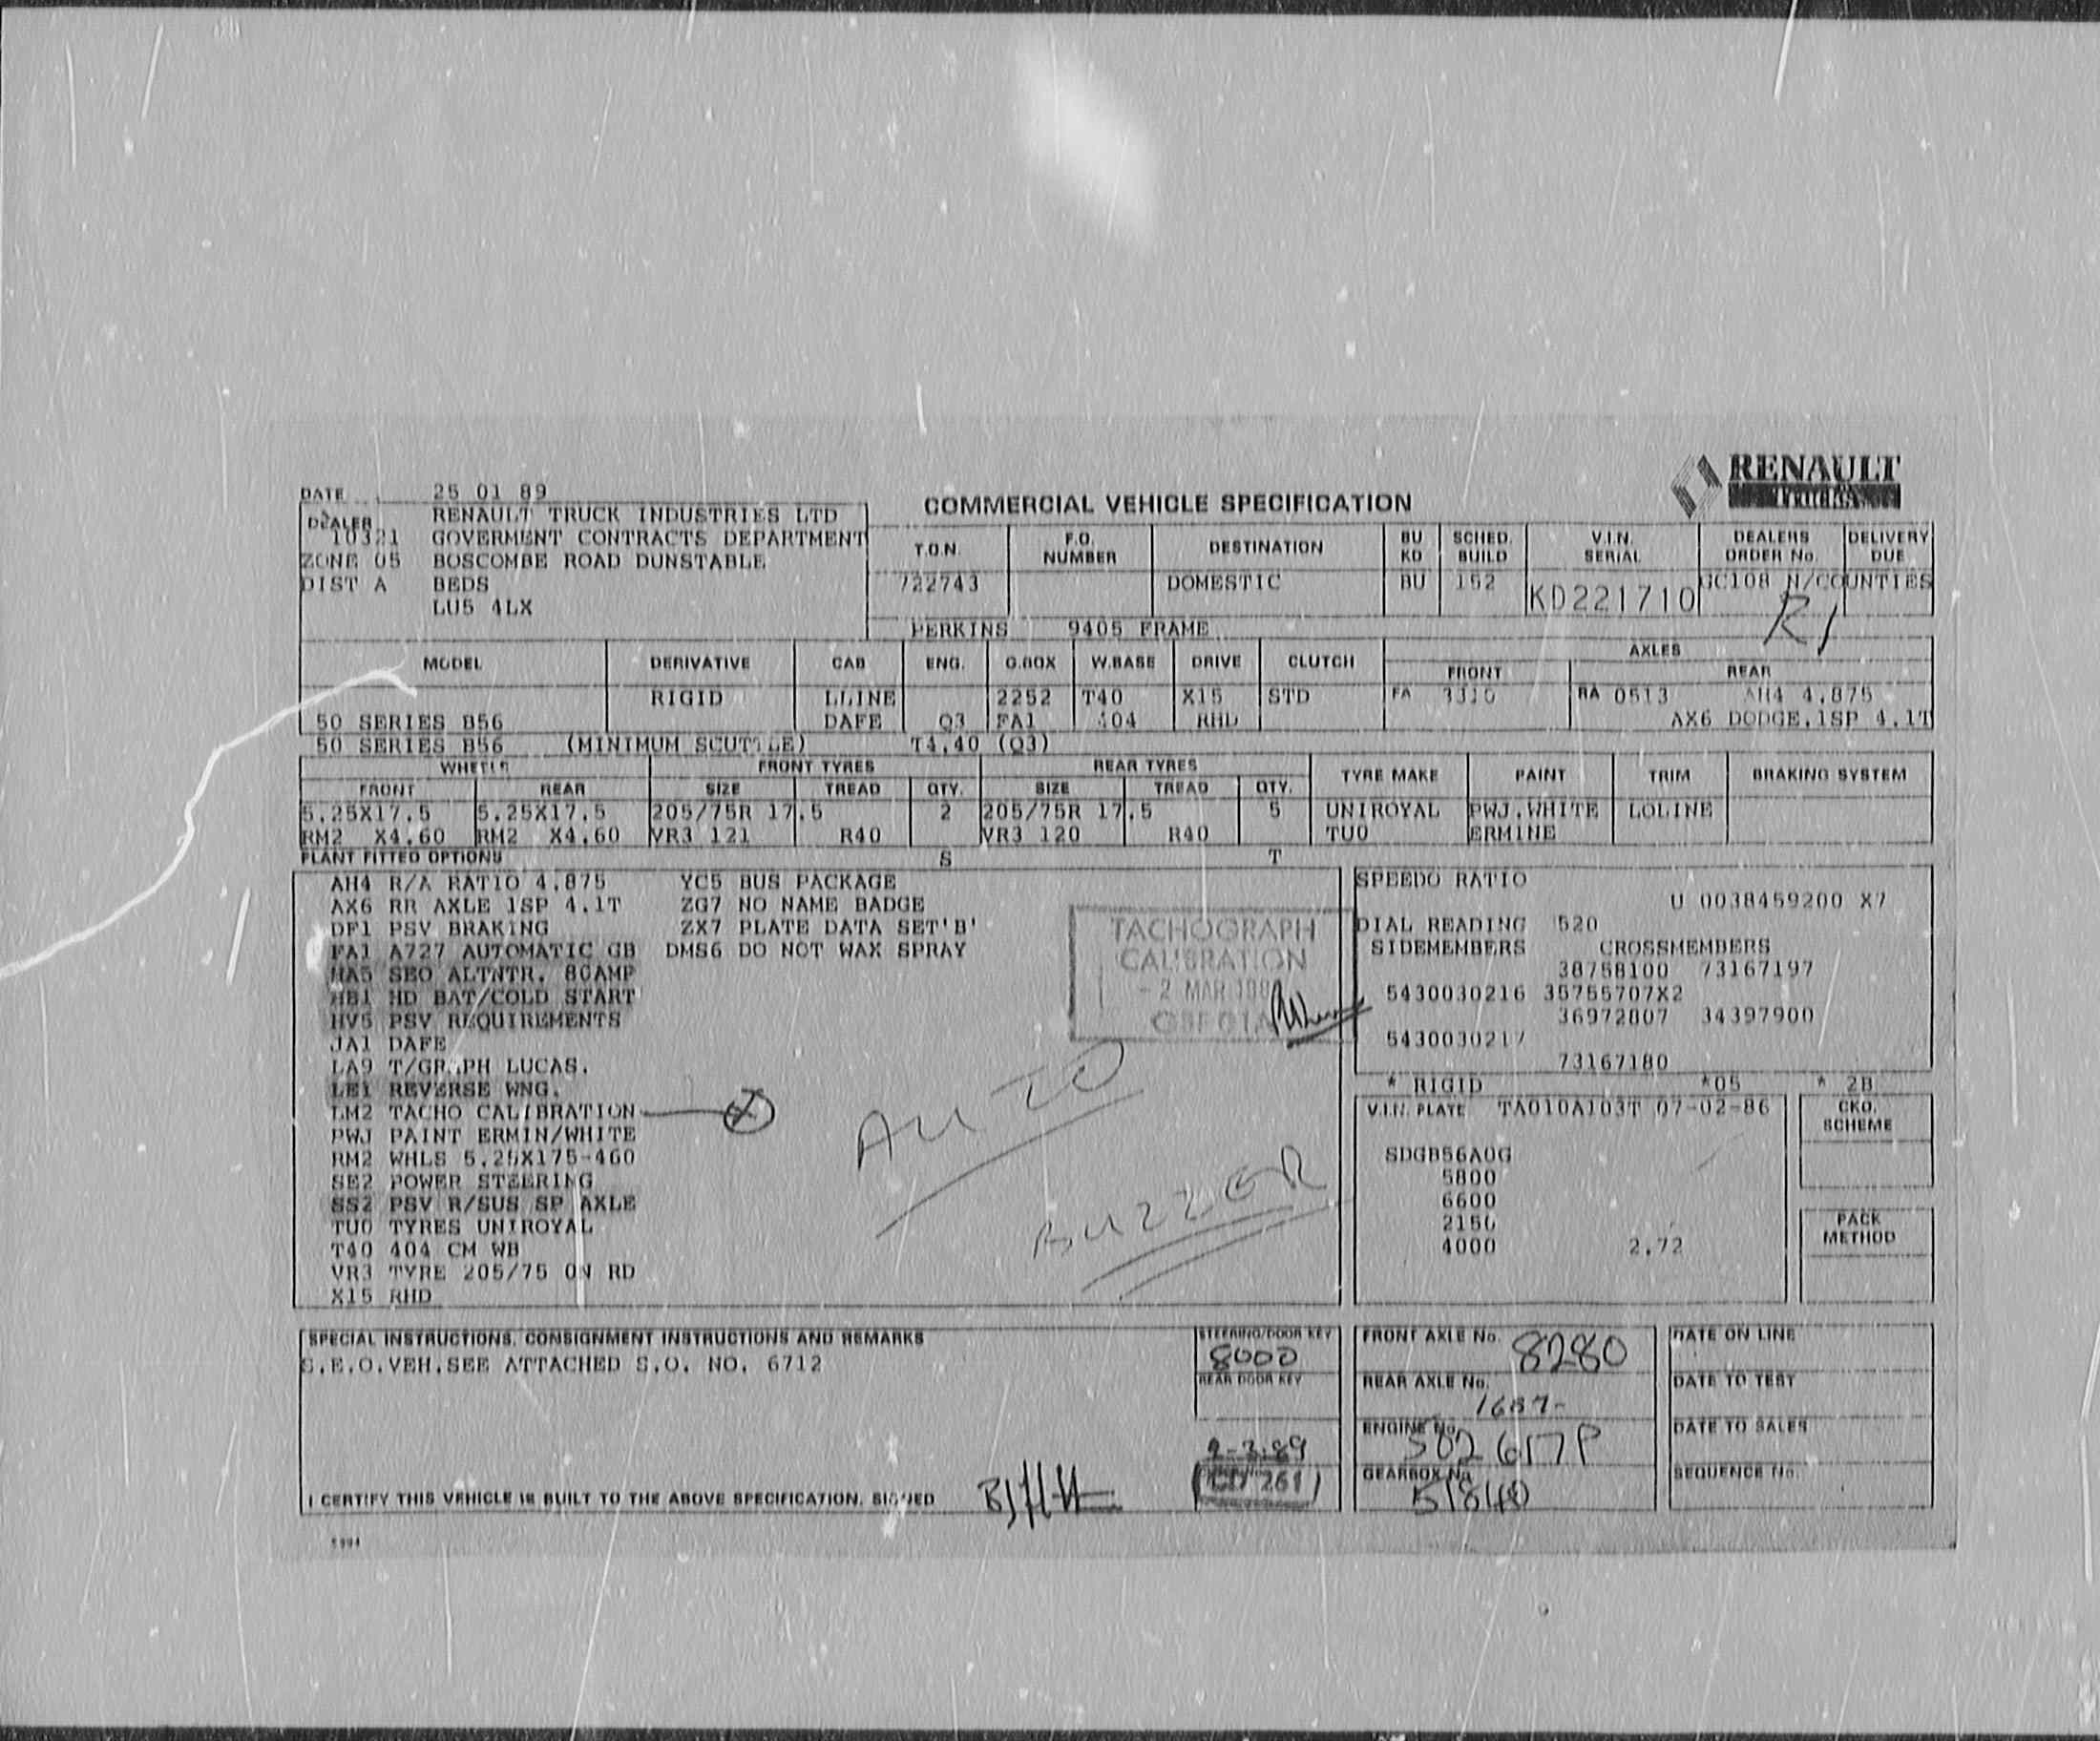 RENAULT
DATE 25 01 89
COMMERCIAL VEHICLE SPECIFICATION
DEALER RENAULT TRUCK INDUSTRIES LTD
10321 GOVERMENT CONTRACTS DEPARTMENT
ZONE 05 BOSCOMBE ROAD DUNSTABLE
DIST A BEDS
LU5 4LX
T.O.N. F.O. NUMBER DESTINATION BU KD SCHED. BUILD V.I.N. SERIAL DEALERS ORDER No. DELIVERY DUE
722743 DOMESTIC BU 152 KD221710 GC108 N/COUNTIES
R1
PERKINS 9405 FRAME
MODEL DERIVATIVE CAB ENG. G.BOX W.BASE DRIVE CLUTCH AXLES
FRONT REAR
RIGID LLINE 2252 T40 X15 STD FA RA 0513 AH4 4.875
50 SERIES B56 DAFE Q3 FA1 404 RHD AX6 DODGE.1SP 4.1T
50 SERIES B56 (MINIMUM SCUTTLE) T4.40 (Q3)
WHEELS FRONT TYRES REAR TYRES TYRE MAKE PAINT TRIM BRAKING SYSTEM
FRONT REAR SIZE TREAD QTY. SIZE TREAD QTY.
5.25X17.5 5.25X17.5 205/75R 17.5 2 205/75R 17.5 5 UNIROYAL PWJ.WHITE LOLINE
RM2 X4.60 RM2 X4.60 VR3 121 R40 VR3 120 R40 TU0 ERMINE
PLANT FITTED OPTIONS S T
AH4 R/A RATIO 4.875 YC5 BUS PACKAGE
AX6 RR AXLE 1SP 4.1T ZG7 NO NAME BADGE
DF1 PSV BRAKING ZX7 PLATE DATA SET'B'
FA1 A727 AUTOMATIC GB DMS6 DO NOT WAX SPRAY
HA5 SEO ALTNTR. 80AMP
HB1 HD BAT/COLD START
HV5 PSV REQUIREMENTS
JA1 DAFE
LA9 T/GRAPH LUCAS.
LE1 REVERSE WNG.
LM2 TACHO CALIBRATION
PWJ PAINT ERMIN/WHITE
RM2 WHLS 5.25X175-460
SE2 POWER STEERING
SS2 PSV R/SUS SP AXLE
TU0 TYRES UNIROYAL
T40 404 CM WB
VR3 TYRE 205/75 ON RD
X15 RHD
TACHOGRAPH
CALIBRATION
- 2 MAR
AUTO
BUZZER
SPEEDO RATIO
U 0038459200 X7
DIAL READING 520
SIDEMEMBERS CROSSMEMBERS
38758100 73167197
5430030216 35755707X2
36972807 34397900
5430030217
73167180
* RIGID *05 * 2B
V.I.N. PLATE TA010A103T 07-02-86
SDGB56A0G
5800
6600
2150
4000 2.72
CKD. SCHEME
PACK METHOD
SPECIAL INSTRUCTIONS, CONSIGNMENT INSTRUCTIONS AND REMARKS
S.E.O.VEH.SEE ATTACHED S.O. NO. 6712
I CERTIFY THIS VEHICLE IS BUILT TO THE ABOVE SPECIFICATION. SIGNED
STEERING/DOOR KEY
8000
REAR DOOR KEY
2-3-89
261
FRONT AXLE No. 8280
REAR AXLE No.
ENGINE No.
GEARBOX No.
51840
DATE ON LINE
DATE TO TEST
DATE TO SALES
SEQUENCE No.